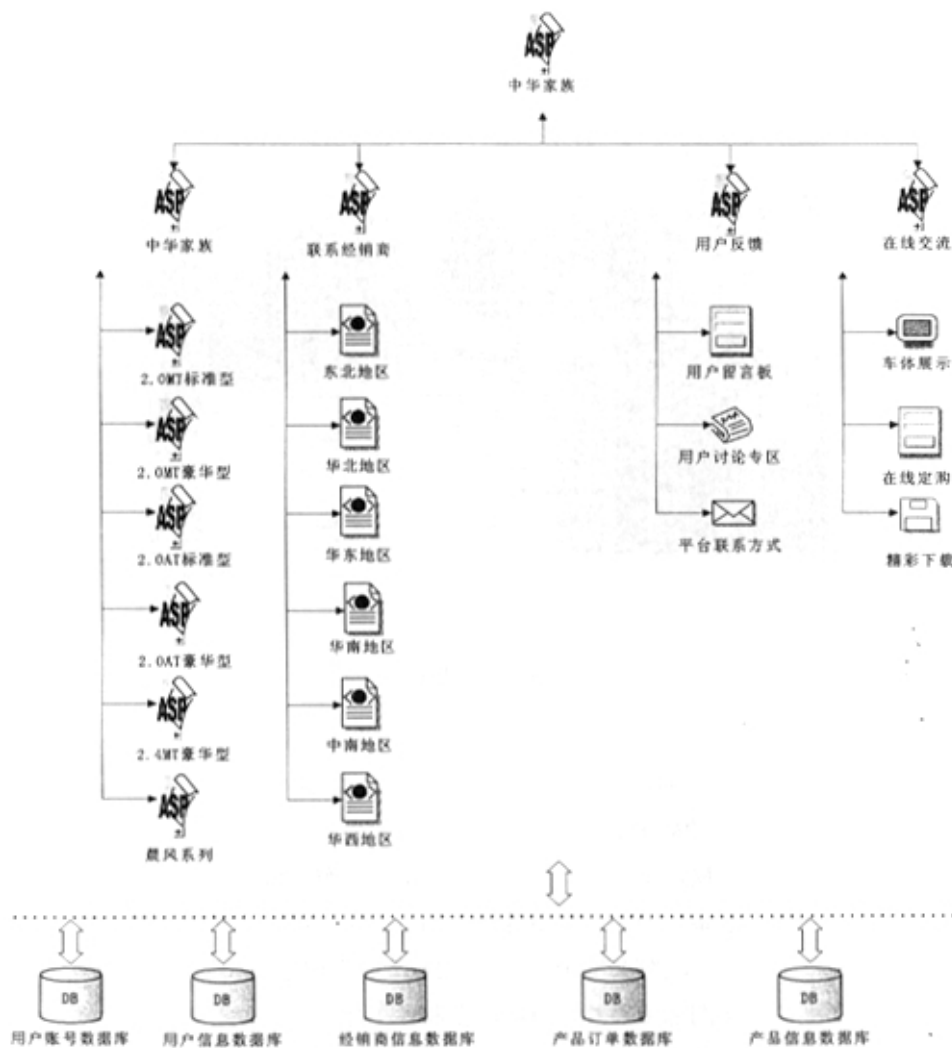 ASP
中华家族
ASP
ASP
ASP
ASP
中华家族
联系经销商
用户反馈
在线交流
ASP
2.0MT标准型
东北地区
用户留言板
车体展示
ASP
2.0MT豪华型
华北地区
用户讨论专区
在线定购
ASP
2.0AT标准型
华东地区
平台联系方式
精彩下载
ASP
2.0AT豪华型
华南地区
ASP
2.4MT豪华型
中南地区
ASP
晨风系列
华西地区
DB
DB
DB
DB
DB
用户账号数据库
用户信息数据库
经销商信息数据库
产品订单数据库
产品信息数据库